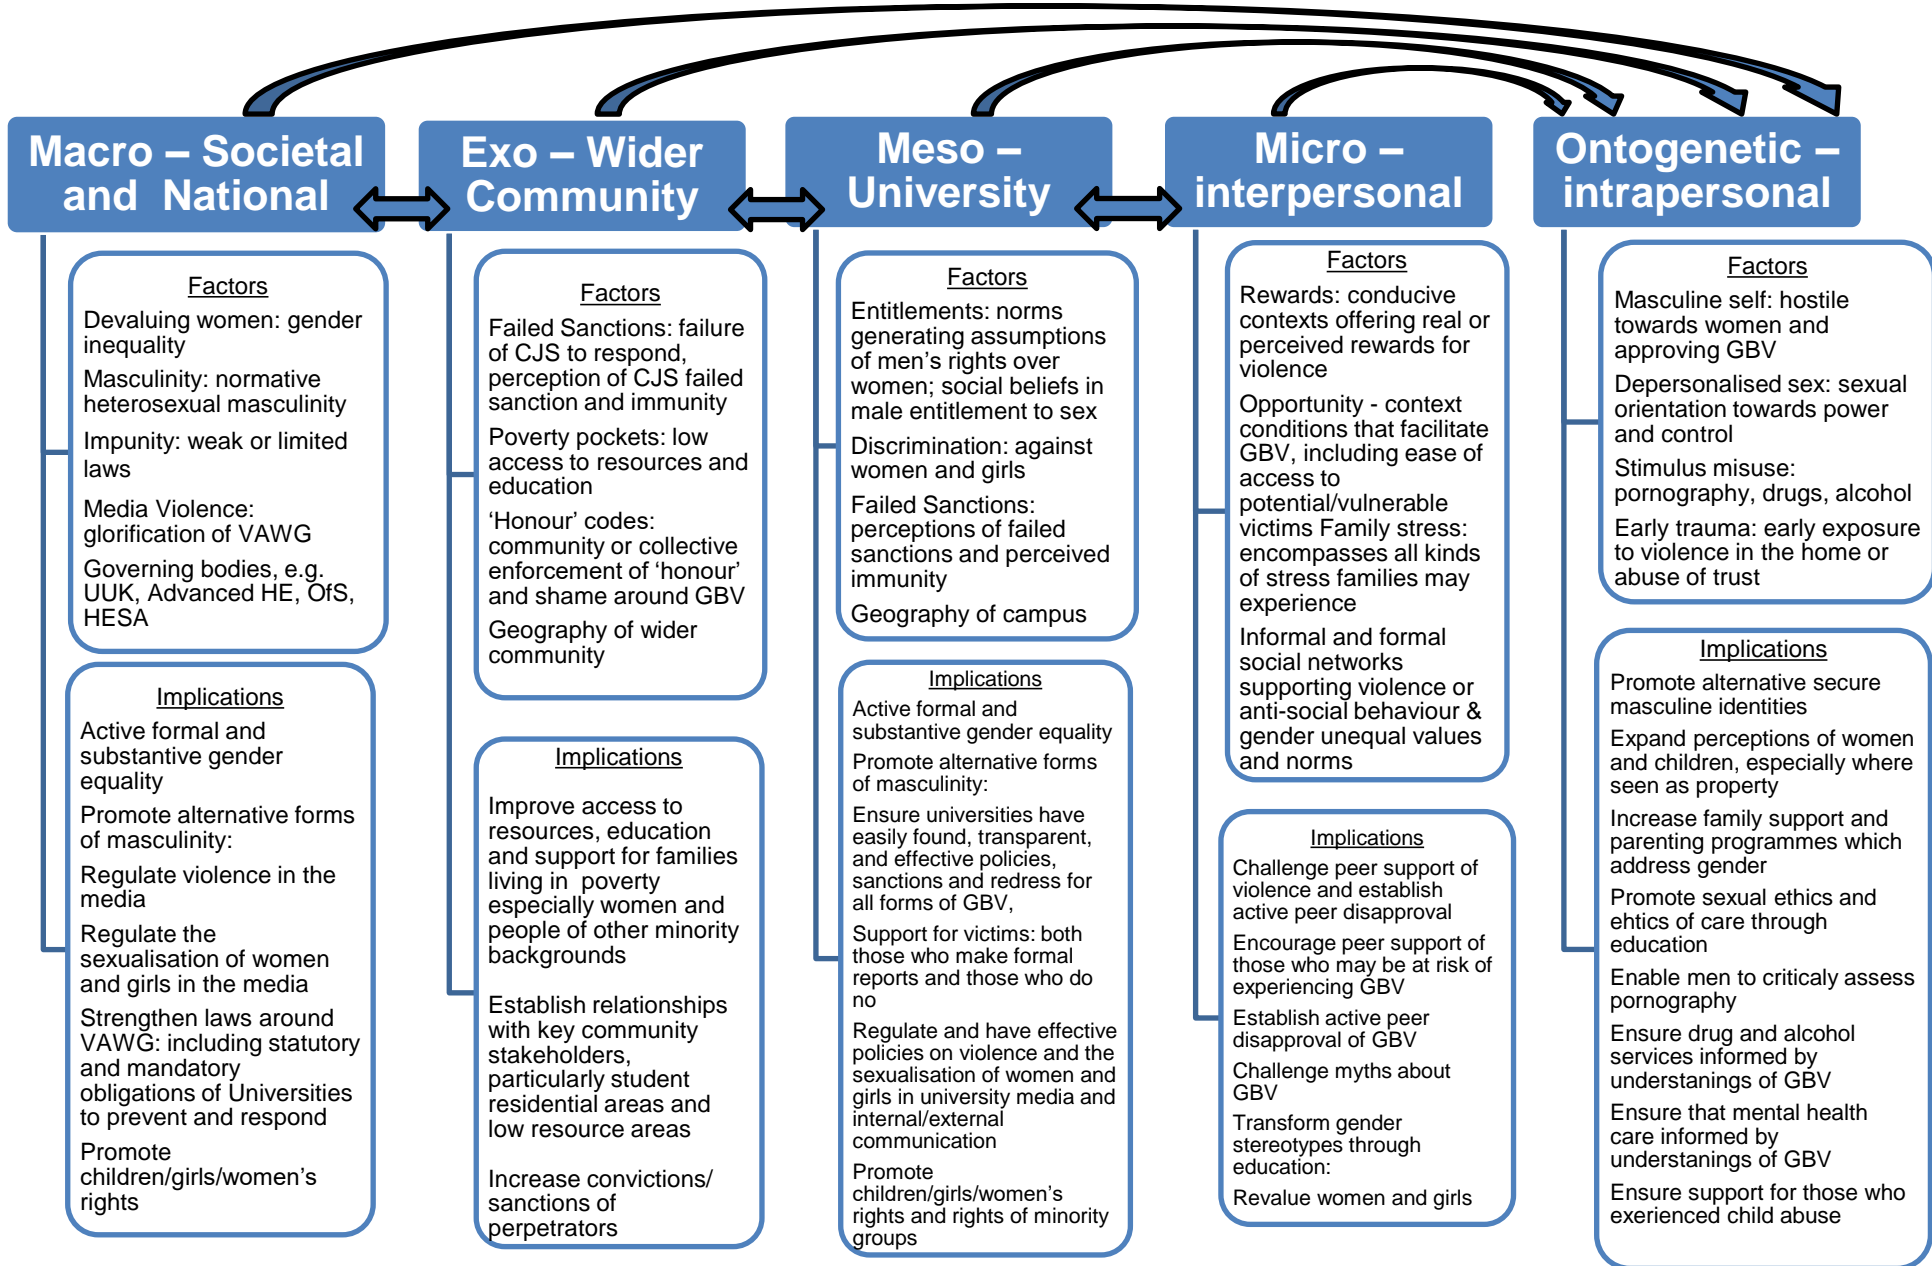 Macro – Societal
and National
Exo – Wider
Community
Meso –
University
Micro –
interpersonal
Ontogenetic –
intrapersonal
Factors
Devaluing women: gender
inequality
Masculinity: normative
heterosexual masculinity
Impunity: weak or limited
laws
Media Violence:
glorification of VAWG
Governing bodies, e.g.
UUK, Advanced HE, OfS,
HESA
Implications
Active formal and
substantive gender
equality
Promote alternative forms
of masculinity:
Regulate violence in the
media
Regulate the
sexualisation of women
and girls in the media
Strengthen laws around
VAWG: including statutory
and mandatory
obligations of Universities
to prevent and respond
Promote
children/girls/women’s
rights
Factors
Failed Sanctions: failure
of CJS to respond,
perception of CJS failed
sanction and immunity
Poverty pockets: low
access to resources and
education
‘Honour’ codes:
community or collective
enforcement of ‘honour’
and shame around GBV
Geography of wider
community
Implications
Improve access to
resources, education
and support for families
living in poverty
especially women and
people of other minority
backgrounds
Establish relationships
with key community
stakeholders,
particularly student
residential areas and
low resource areas
Increase convictions/
sanctions of
perpetrators
Factors
Entitlements: norms
generating assumptions
of men’s rights over
women; social beliefs in
male entitlement to sex
Discrimination: against
women and girls
Failed Sanctions:
perceptions of failed
sanctions and perceived
immunity
Geography of campus
Implications
Active formal and
substantive gender equality
Promote alternative forms
of masculinity:
Ensure universities have
easily found, transparent,
and effective policies,
sanctions and redress for
all forms of GBV,
Support for victims: both
those who make formal
reports and those who do
no
Regulate and have effective
policies on violence and the
sexualisation of women and
girls in university media and
internal/external
communication
Promote
children/girls/women’s
rights and rights of minority
groups
Factors
Rewards: conducive
contexts offering real or
perceived rewards for
violence
Opportunity - context
conditions that facilitate
GBV, including ease of
access to
potential/vulnerable
victims Family stress:
encompasses all kinds
of stress families may
experience
Informal and formal
social networks
supporting violence or
anti-social behaviour &
gender unequal values
and norms
Implications
Challenge peer support of
violence and establish
active peer disapproval
Encourage peer support of
those who may be at risk of
experiencing GBV
Establish active peer
disapproval of GBV
Challenge myths about
GBV
Transform gender
stereotypes through
education:
Revalue women and girls
Factors
Masculine self: hostile
towards women and
approving GBV
Depersonalised sex: sexual
orientation towards power
and control
Stimulus misuse:
pornography, drugs, alcohol
Early trauma: early exposure
to violence in the home or
abuse of trust
Implications
Promote alternative secure
masculine identities
Expand perceptions of women
and children, especially where
seen as property
Increase family support and
parenting programmes which
address gender
Promote sexual ethics and
ehtics of care through
education
Enable men to criticaly assess
pornography
Ensure drug and alcohol
services informed by
understanings of GBV
Ensure that mental health
care informed by
understanings of GBV
Ensure support for those who
exerienced child abuse